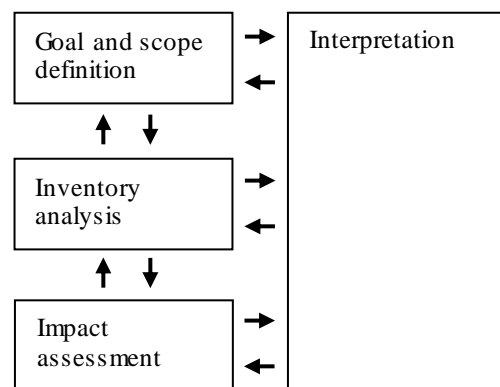 Goal and scope
definition
Interpretation
Inventory
analysis
Impact
assessment